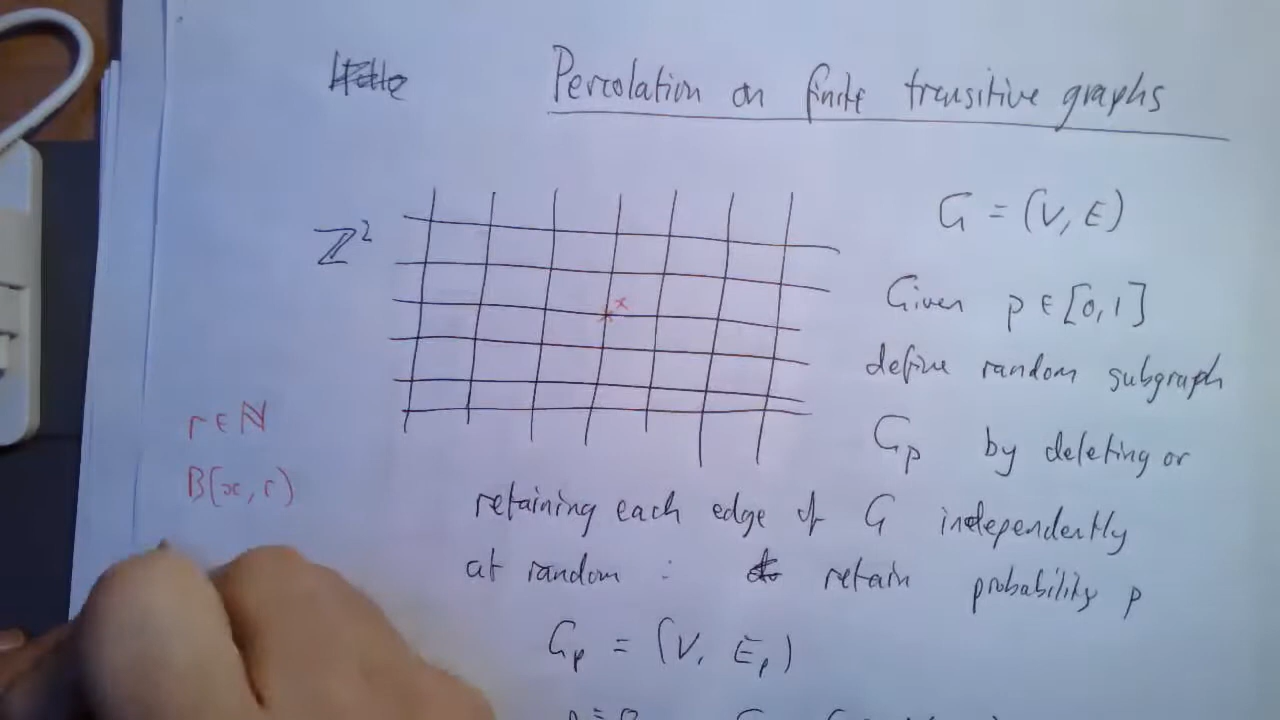 Percolation on finite transitive graphs
ℤ²
x
G = (V, E)
Given p ∈ [0,1]
define random subgraph
G_p by deleting or
retaining each edge of G independently
at random : retain probability p
G_p = (V, E_p)
r ∈ ℕ
B(x, r)